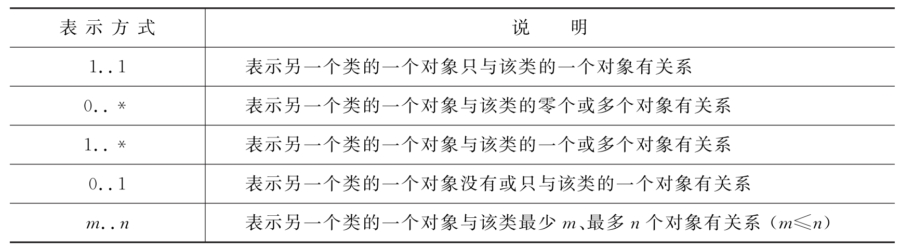 表示方式 说 明
1..1 表示另一个类的一个对象只与该类的一个对象有关系
0..* 表示另一个类的一个对象与该类的零个或多个对象有关系
1..* 表示另一个类的一个对象与该类的一个或多个对象有关系
0..1 表示另一个类的一个对象没有或只与该类的一个对象有关系
m..n 表示另一个类的一个对象与该类最少 m、最多 n 个对象有关系 (m≤n)